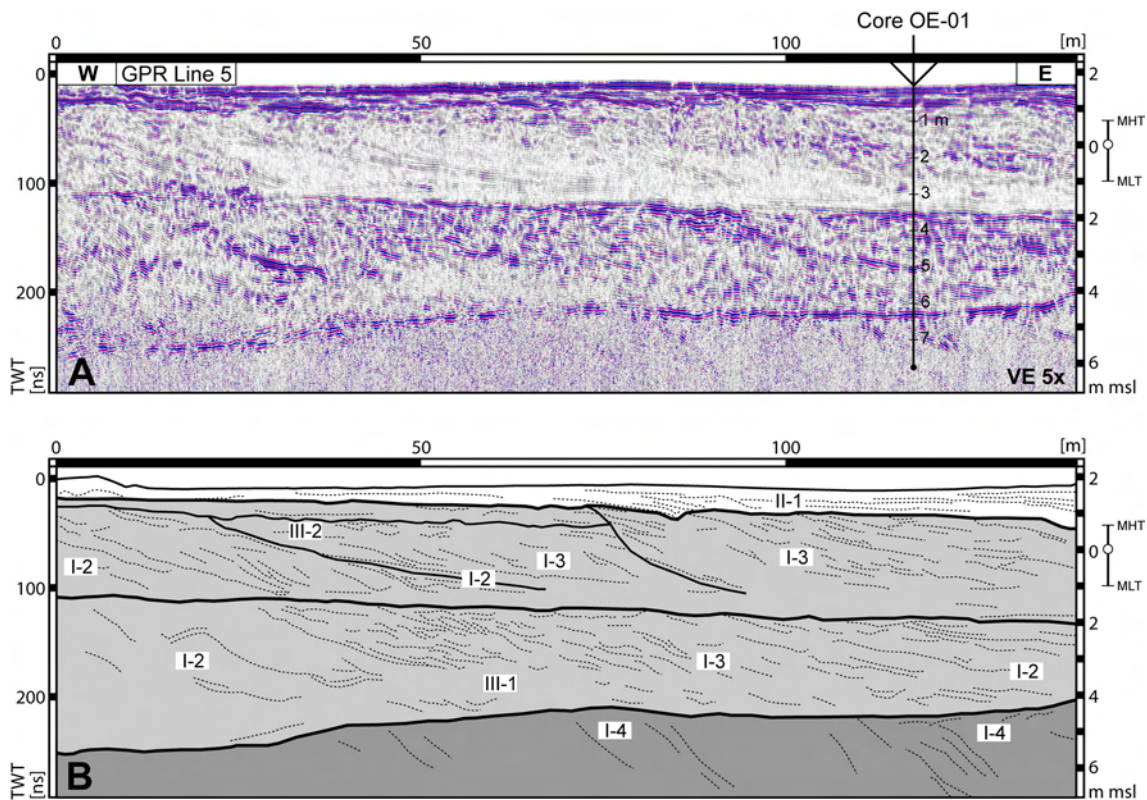 Core OE-01
0 50 100 [m]
W GPR Line 5 E
0 2
1 m MHT
2 0
100 3 MLT
4 2
5
200 6 4
7
TWT [ns] A VE 5x 6
m msl
0 50 100 [m]
0 2
II-1
III-2 MHT
I-2 I-3 I-3 0
I-2
100 MLT
2
I-2 I-3 I-2
III-1
200 4
I-4 I-4
TWT [ns] B 6
m msl